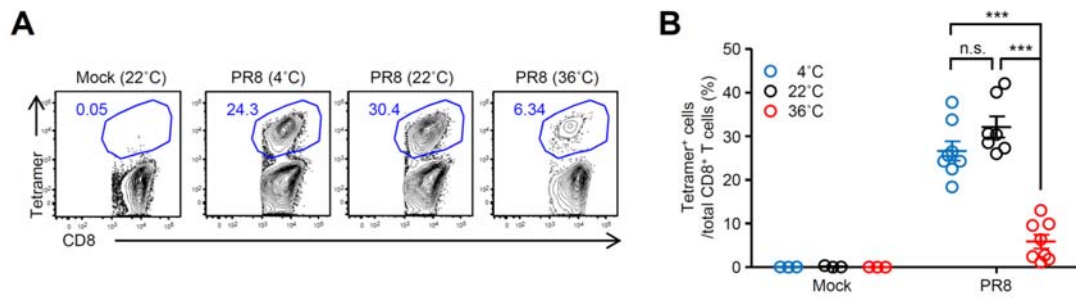 A
Mock (22˚C) PR8 (4˚C) PR8 (22˚C) PR8 (36˚C)
0.05 24.3 30.4 6.34
Tetramer
CD8
B
Tetramer⁺ cells
/total CD8⁺ T cells (%)
50
40
30
20
10
0
4˚C
22˚C
36˚C
***
n.s. ***
Mock PR8